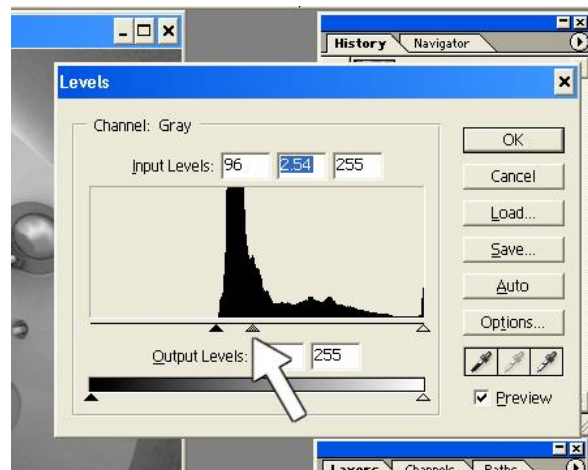 History Navigator
Levels
Channel: Gray
Input Levels: 96 2.54 255
Output Levels: 255
OK
Cancel
Load...
Save...
Auto
Options...
Preview
Layers Channels Paths